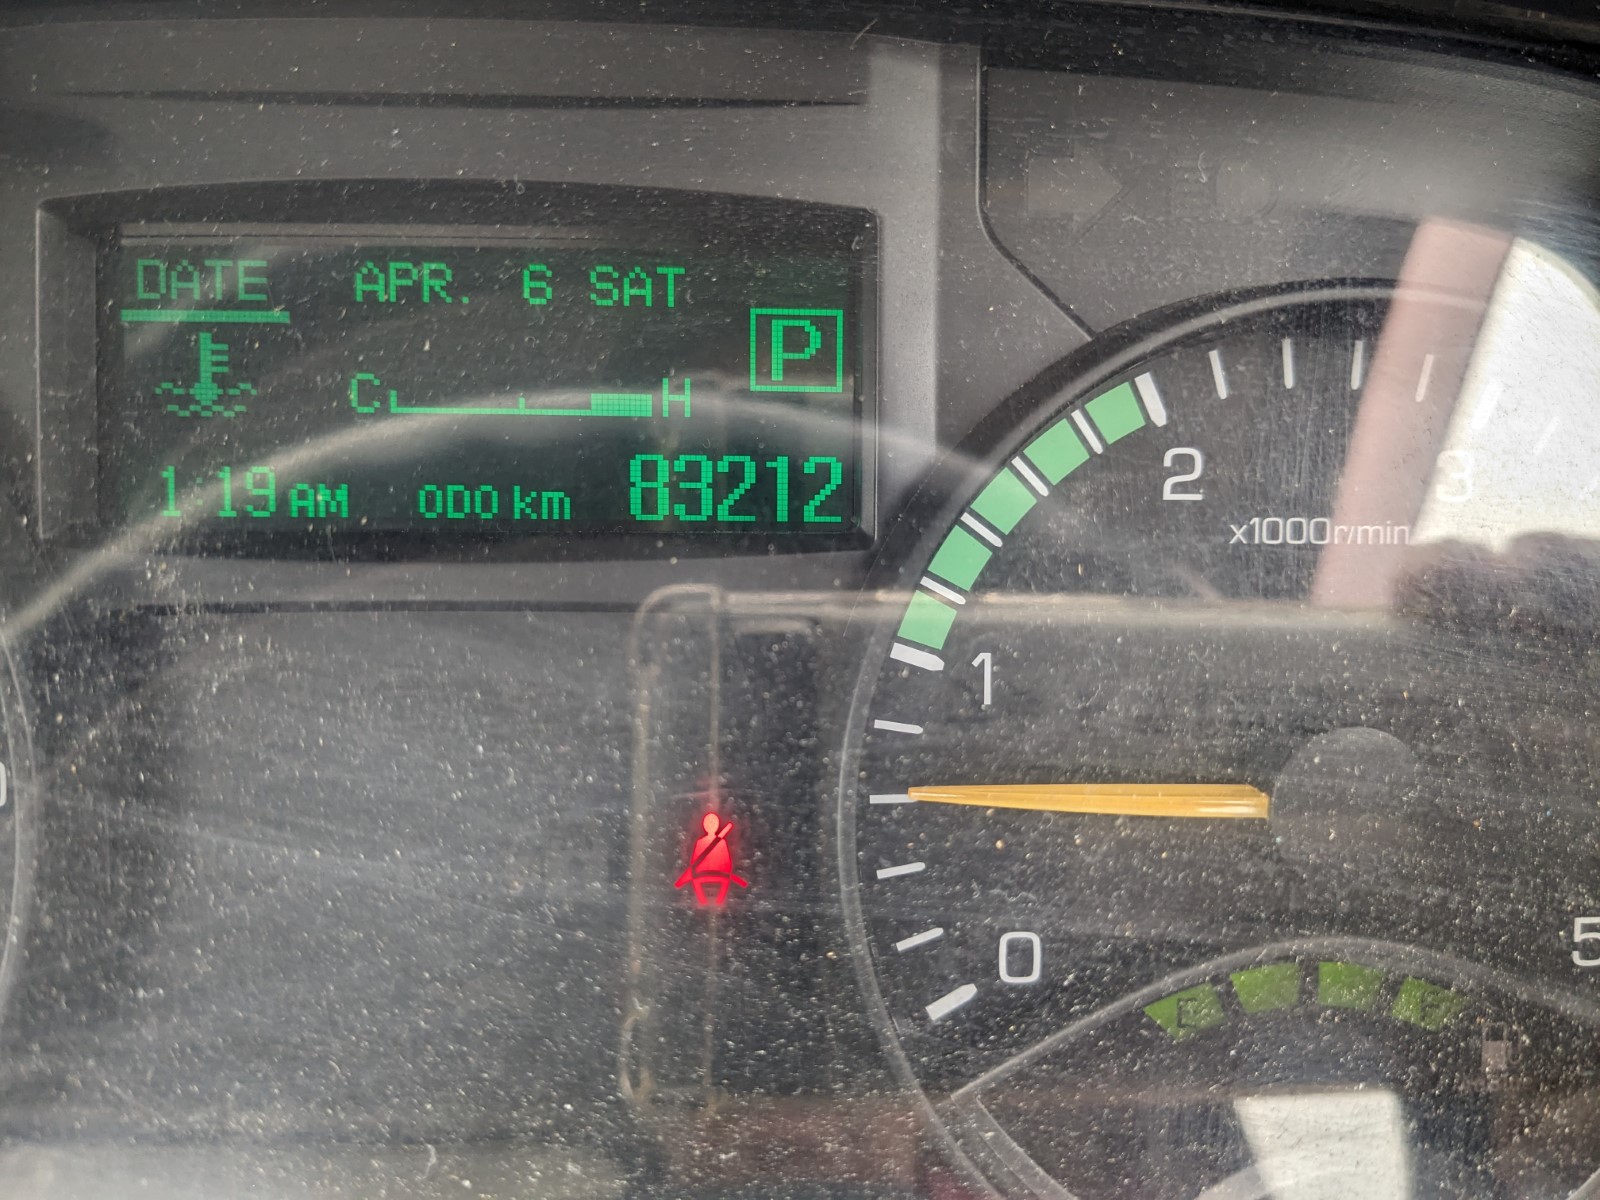 DATE APR. 6 SAT
P
C H
1:19 AM ODO km 83212
2
3
x1000r/min
1
0
5
E F